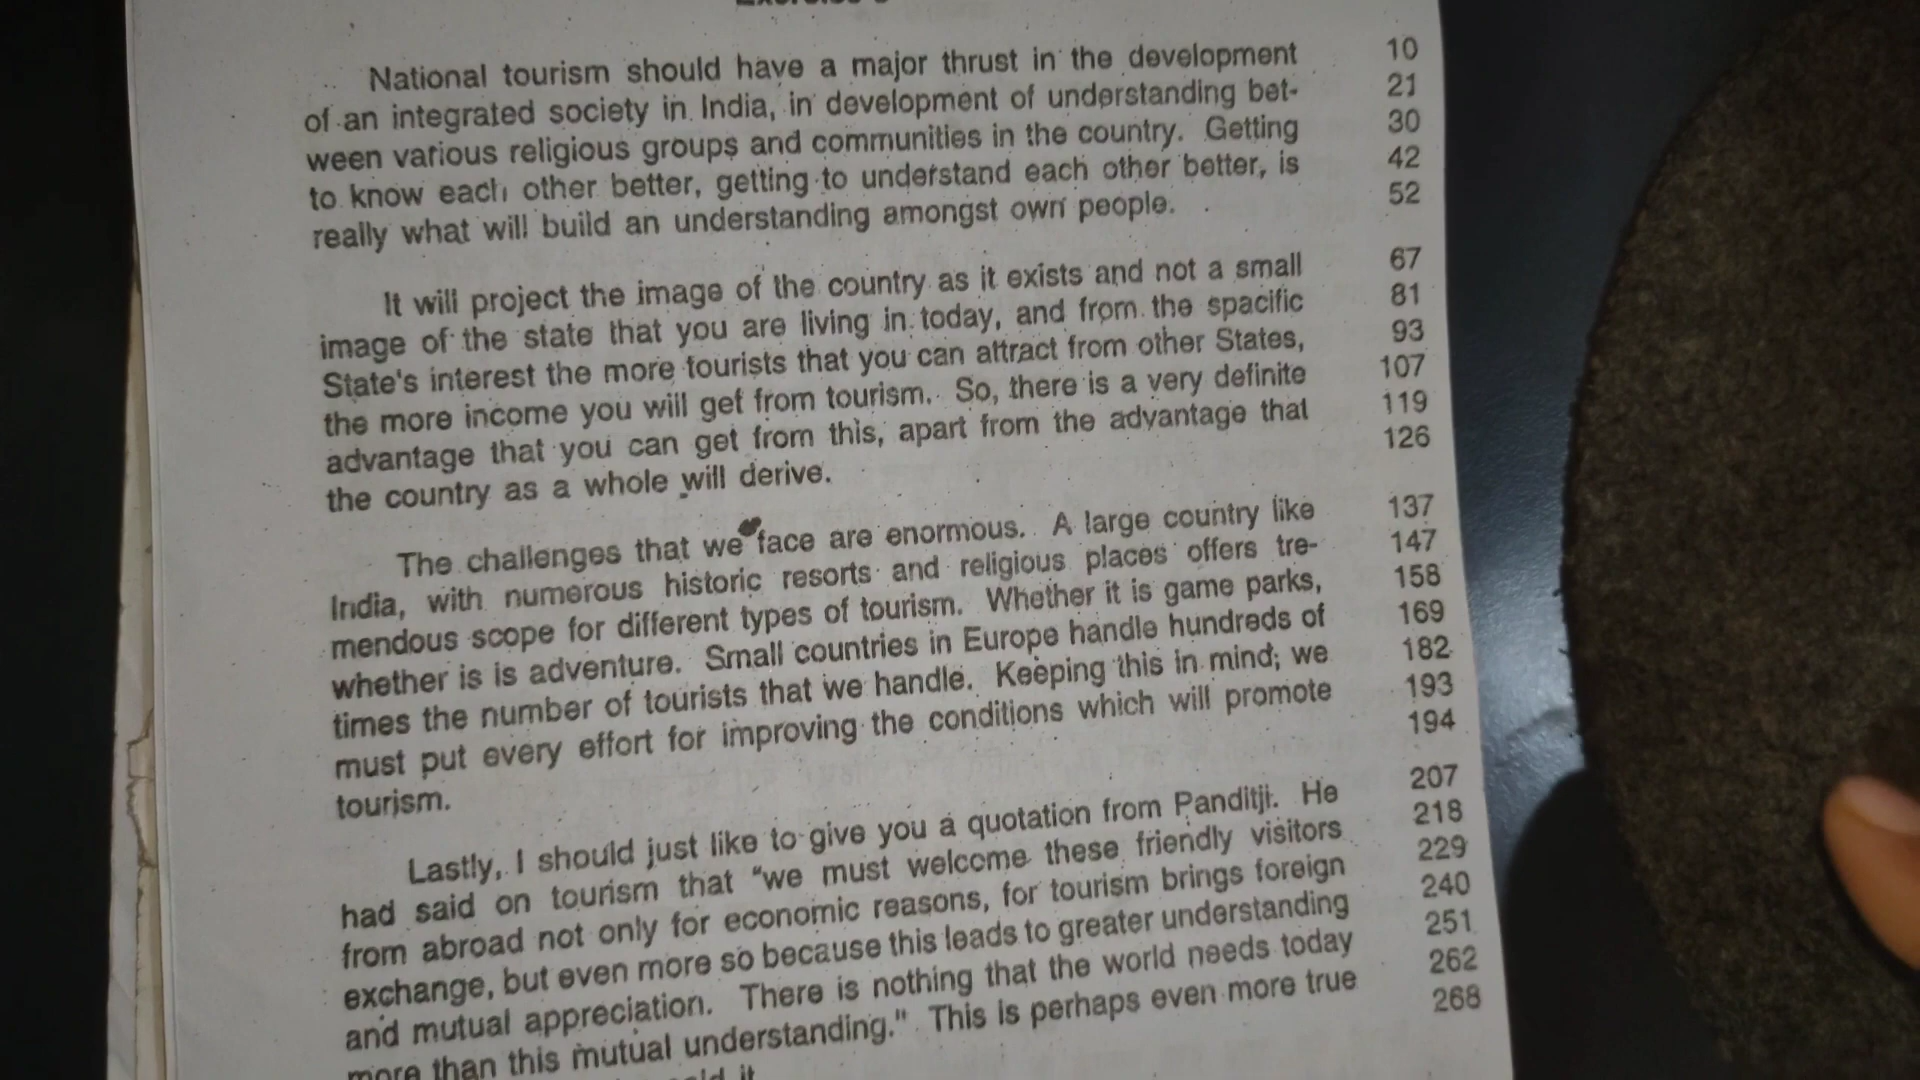 National tourism should have a major thrust in the development 10
of an integrated society in India, in development of understanding bet- 21
ween various religious groups and communities in the country. Getting 30
to know each other better, getting to understand each other better, is 42
really what will build an understanding amongst own people. 52
It will project the image of the country as it exists and not a small 67
image of the state that you are living in today, and from the spacific 81
State's interest the more tourists that you can attract from other States, 93
the more income you will get from tourism. So, there is a very definite 107
advantage that you can get from this, apart from the advantage that 119
the country as a whole will derive. 126
The challenges that we face are enormous. A large country like 137
India, with numerous historic resorts and religious places offers tre- 147
mendous scope for different types of tourism. Whether it is game parks, 158
whether is is adventure. Small countries in Europe handle hundreds of 169
times the number of tourists that we handle. Keeping this in mind; we 182
must put every effort for improving the conditions which will promote 193
tourism. 194
Lastly, I should just like to give you a quotation from Panditji. He 207
had said on tourism that "we must welcome these friendly visitors 218
from abroad not only for economic reasons, for tourism brings foreign 229
exchange, but even more so because this leads to greater understanding 240
and mutual appreciation. There is nothing that the world needs today 251
more than this mutual understanding." This is perhaps even more true 262
it 268